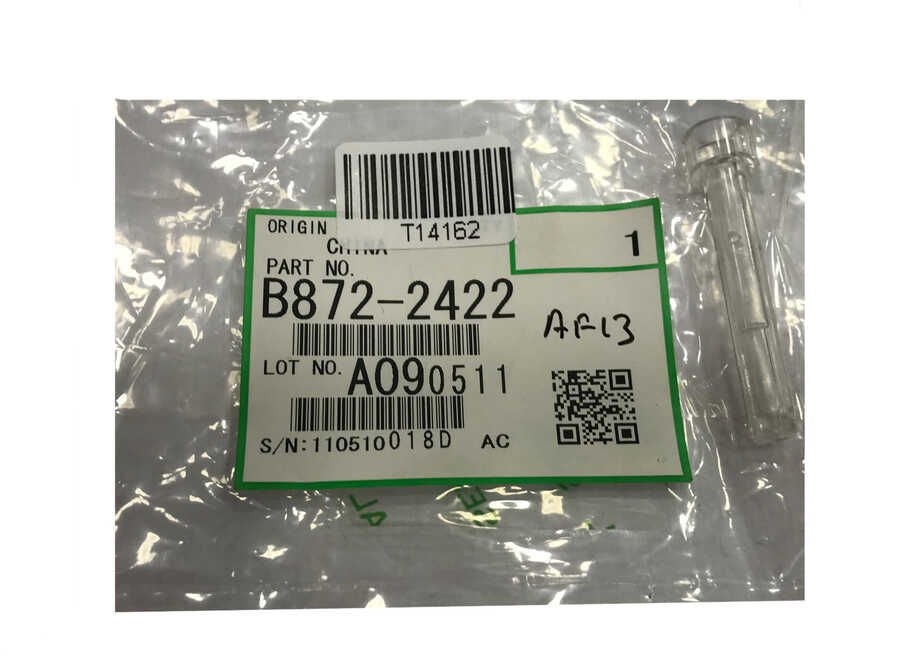 T14162
ORIGIN
CHINA
1
PART NO.
B872-2422
AF13
LOT NO. A090511
S/N:110510018D AC